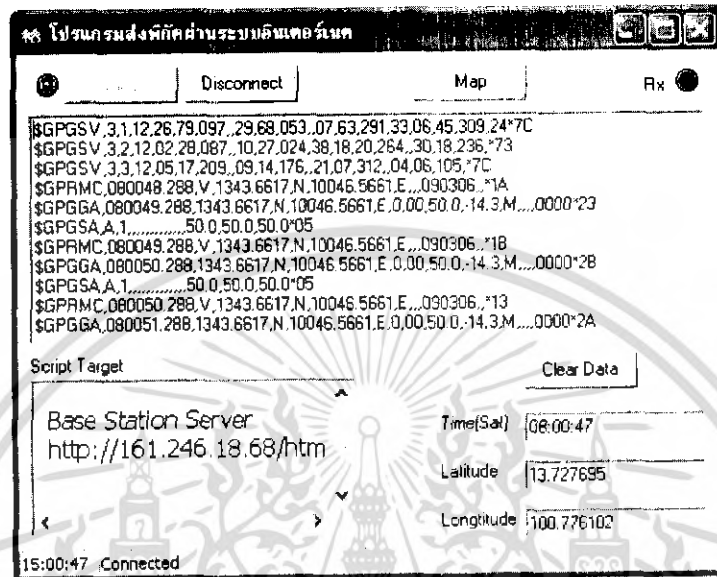 โปรแกรมส่งพิกัดผ่านระบบอินเตอร์เนต
Disconnect
Map
Rx
$GPGSV,3,1,12,26,79,097,,29,68,053,,07,63,291,33,06,45,309,24*7C
$GPGSV,3,2,12,02,28,087,,10,27,024,38,18,20,264,,30,18,236,*73
$GPGSV,3,3,12,05,17,209,,09,14,176,,21,07,312,,04,06,105,*7C
$GPRMC,080048.288,V,1343.6617,N,10046.5661,E,,,090306,,*1A
$GPGGA,080049.288,1343.6617,N,10046.5661,E,0,00,50.0,-14.3,M,,,,0000*23
$GPGSA,A,1,,,,,,,,,,,,,50.0,50.0,50.0*05
$GPRMC,080049.288,V,1343.6617,N,10046.5661,E,,,090306,,*1B
$GPGGA,080050.288,1343.6617,N,10046.5661,E,0,00,50.0,-14.3,M,,,,0000*2B
$GPGSA,A,1,,,,,,,,,,,,,50.0,50.0,50.0*05
$GPRMC,080050.288,V,1343.6617,N,10046.5661,E,,,090306,,*13
$GPGGA,080051.288,1343.6617,N,10046.5661,E,0,00,50.0,-14.3,M,,,,0000*2A
Script Target
Clear Data
Base Station Server
http://161.246.18.68/htm
Time(Sat) 08:00:47
Latitude 13.727695
Longtitude 100.776102
15:00:47 Connected